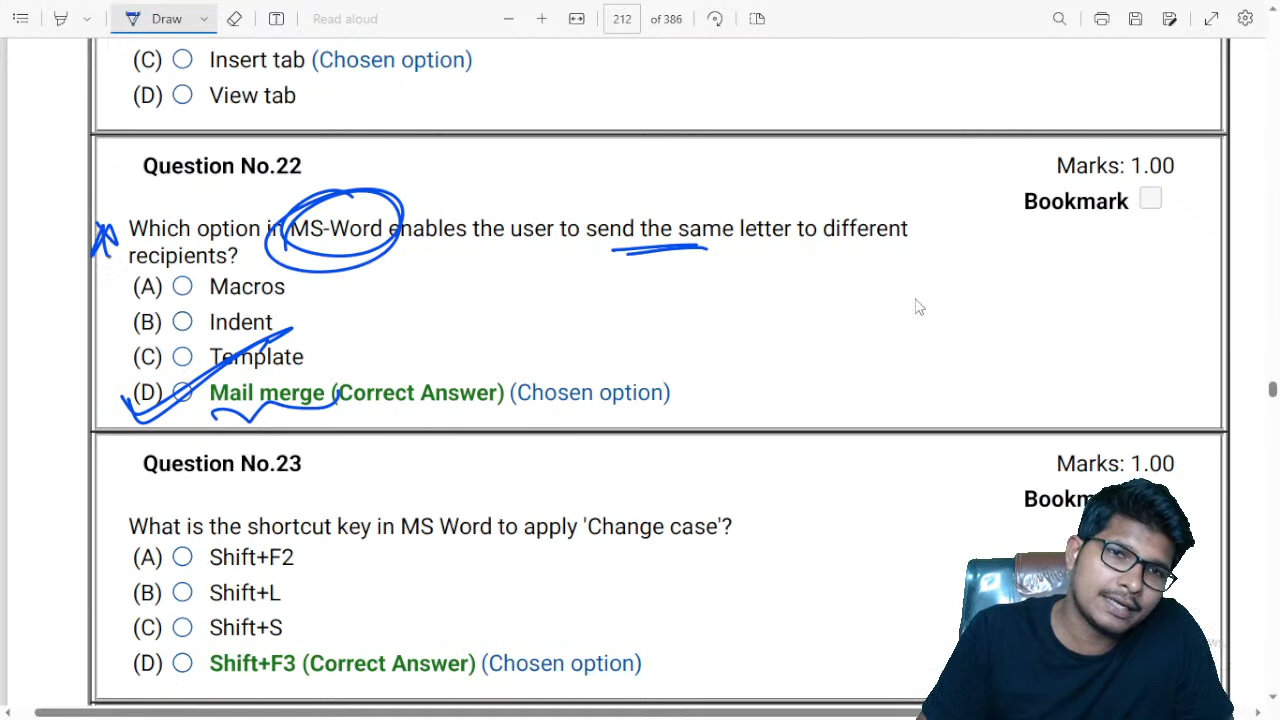 Draw
Read aloud
212 of 386
(C) Insert tab (Chosen option)
(D) View tab
Question No.22
Marks: 1.00
Bookmark
Which option in MS-Word enables the user to send the same letter to different
recipients?
(A) Macros
(B) Indent
(C) Template
(D) Mail merge (Correct Answer) (Chosen option)
Question No.23
Marks: 1.00
What is the shortcut key in MS Word to apply 'Change case'?
(A) Shift+F2
(B) Shift+L
(C) Shift+S
(D) Shift+F3 (Correct Answer) (Chosen option)